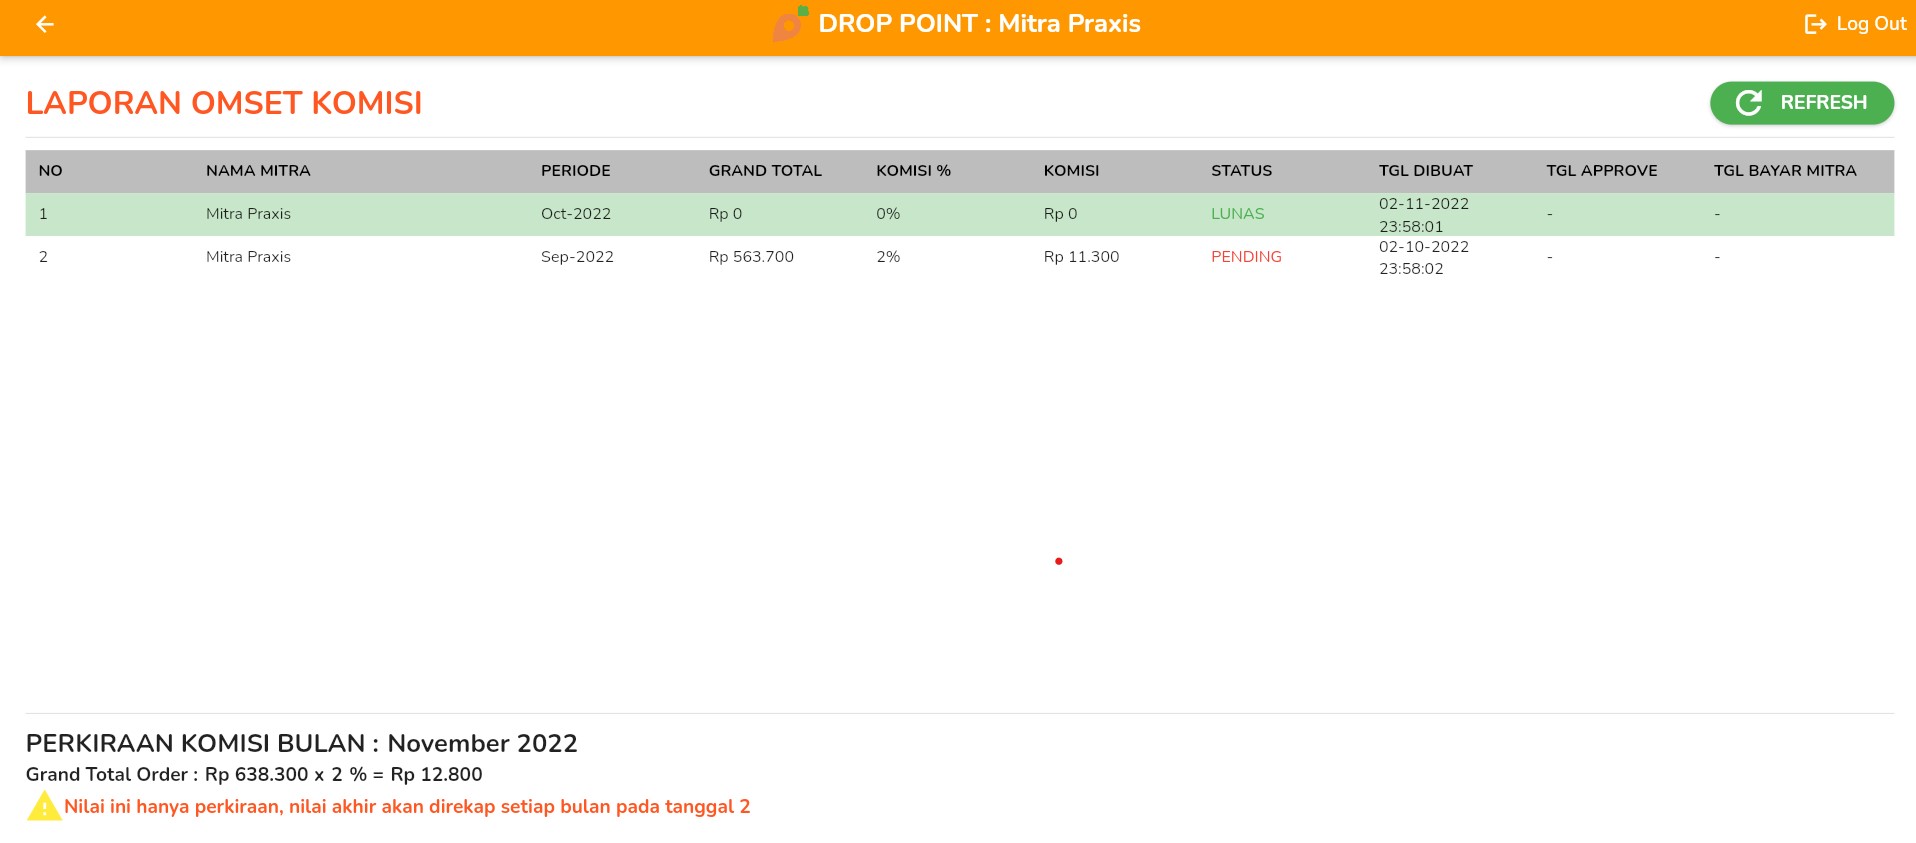 DROP POINT : Mitra Praxis
Log Out
LAPORAN OMSET KOMISI
REFRESH
NO NAMA MITRA PERIODE GRAND TOTAL KOMISI % KOMISI STATUS TGL DIBUAT TGL APPROVE TGL BAYAR MITRA
1 Mitra Praxis Oct-2022 Rp 0 0% Rp 0 LUNAS 02-11-2022 - -
23:58:01
2 Mitra Praxis Sep-2022 Rp 563.700 2% Rp 11.300 PENDING 02-10-2022 - -
23:58:02
PERKIRAAN KOMISI BULAN : November 2022
Grand Total Order : Rp 638.300 x 2 % = Rp 12.800
Nilai ini hanya perkiraan, nilai akhir akan direkap setiap bulan pada tanggal 2